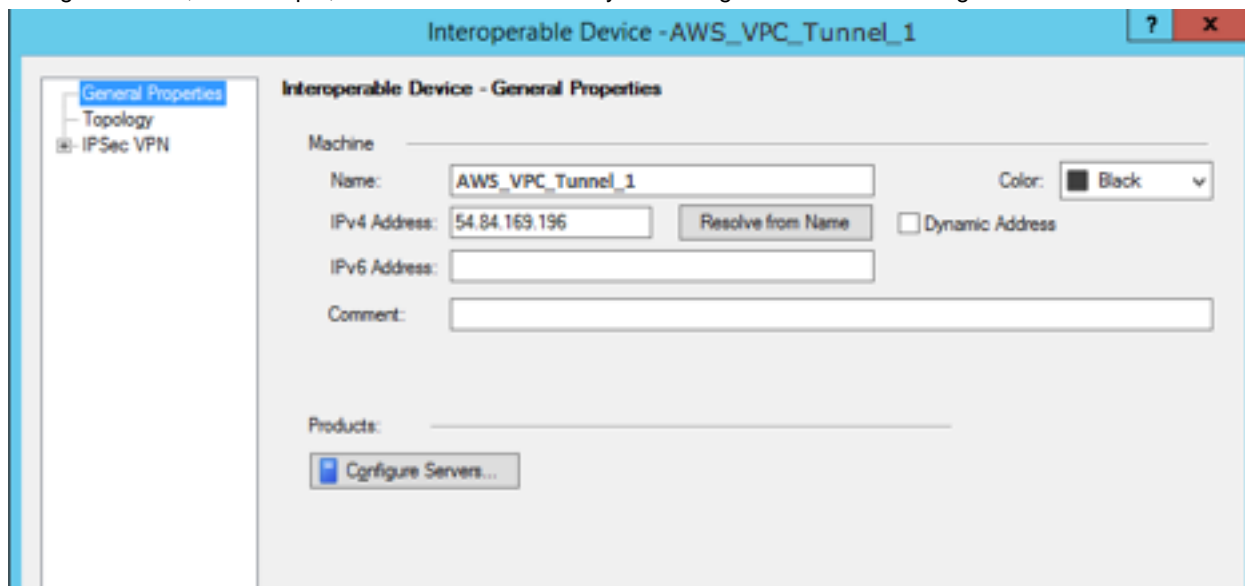 Interoperable Device -AWS_VPC_Tunnel_1
? x
General Properties
Topology
IPSec VPN
Interoperable Device - General Properties
Machine
Name: AWS_VPC_Tunnel_1 Color: Black
IPv4 Address: 54.84.169.196 Resolve from Name Dynamic Address
IPv6 Address:
Comment:
Products:
Configure Servers...